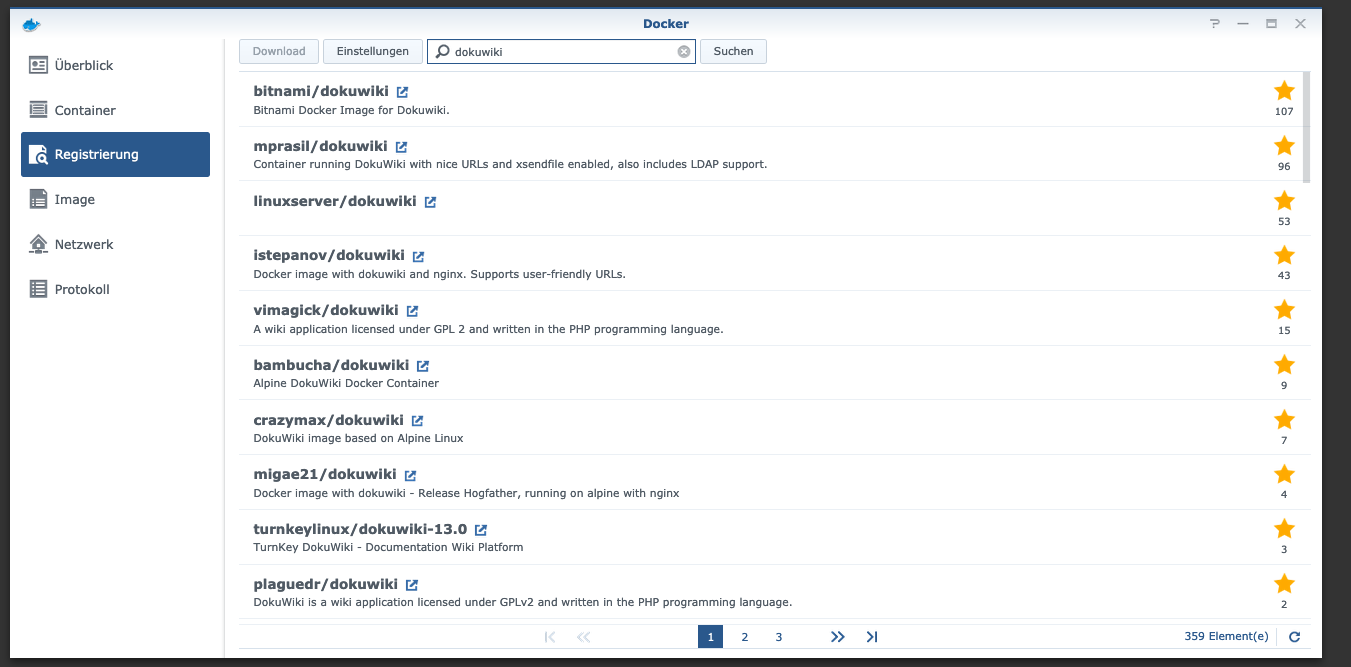 Docker
Überblick
Container
Registrierung
Image
Netzwerk
Protokoll
Download Einstellungen dokuwiki Suchen
bitnami/dokuwiki
Bitnami Docker Image for Dokuwiki.
107
mprasil/dokuwiki
Container running DokuWiki with nice URLs and xsendfile enabled, also includes LDAP support.
96
linuxserver/dokuwiki
53
istepanov/dokuwiki
Docker image with dokuwiki and nginx. Supports user-friendly URLs.
43
vimagick/dokuwiki
A wiki application licensed under GPL 2 and written in the PHP programming language.
15
bambucha/dokuwiki
Alpine DokuWiki Docker Container
9
crazymax/dokuwiki
DokuWiki image based on Alpine Linux
7
migae21/dokuwiki
Docker image with dokuwiki - Release Hogfather, running on alpine with nginx
4
turnkeylinux/dokuwiki-13.0
TurnKey DokuWiki - Documentation Wiki Platform
3
plaguedr/dokuwiki
DokuWiki is a wiki application licensed under GPLv2 and written in the PHP programming language.
2
1 2 3 359 Element(e)